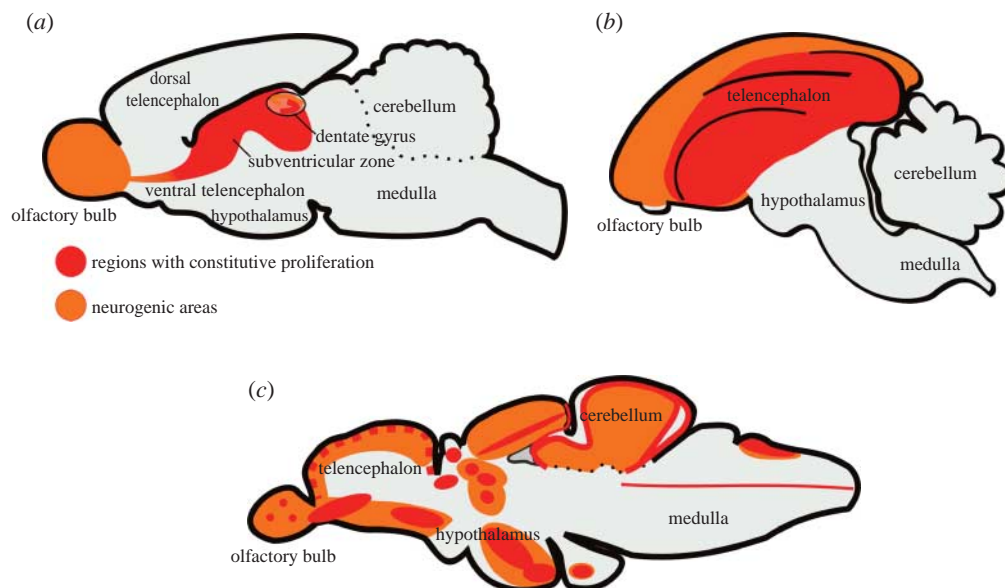 (a)
dorsal
telencephalon
cerebellum
dentate gyrus
subventricular zone
ventral telencephalon
medulla
olfactory bulb
hypothalamus
regions with constitutive proliferation
neurogenic areas
(b)
telencephalon
cerebellum
hypothalamus
olfactory bulb
medulla
(c)
cerebellum
telencephalon
medulla
hypothalamus
olfactory bulb